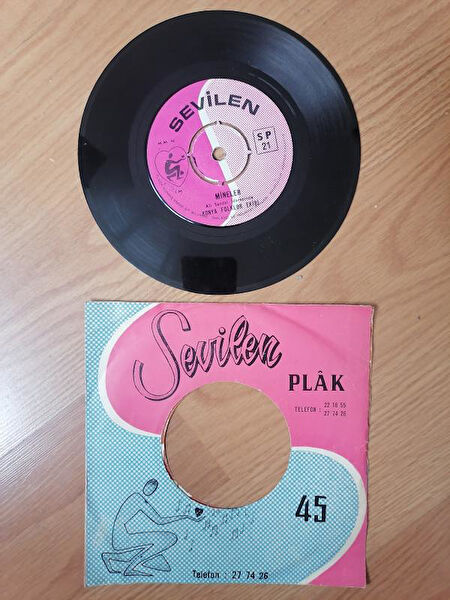 SEVİLEN
SP
21
MİNELER
KONYA FOLKLOR EKİBİ
Sevilen
PLÂK
TELEFON : 22 18 55
27 74 26
45
Telefon : 27 74 26